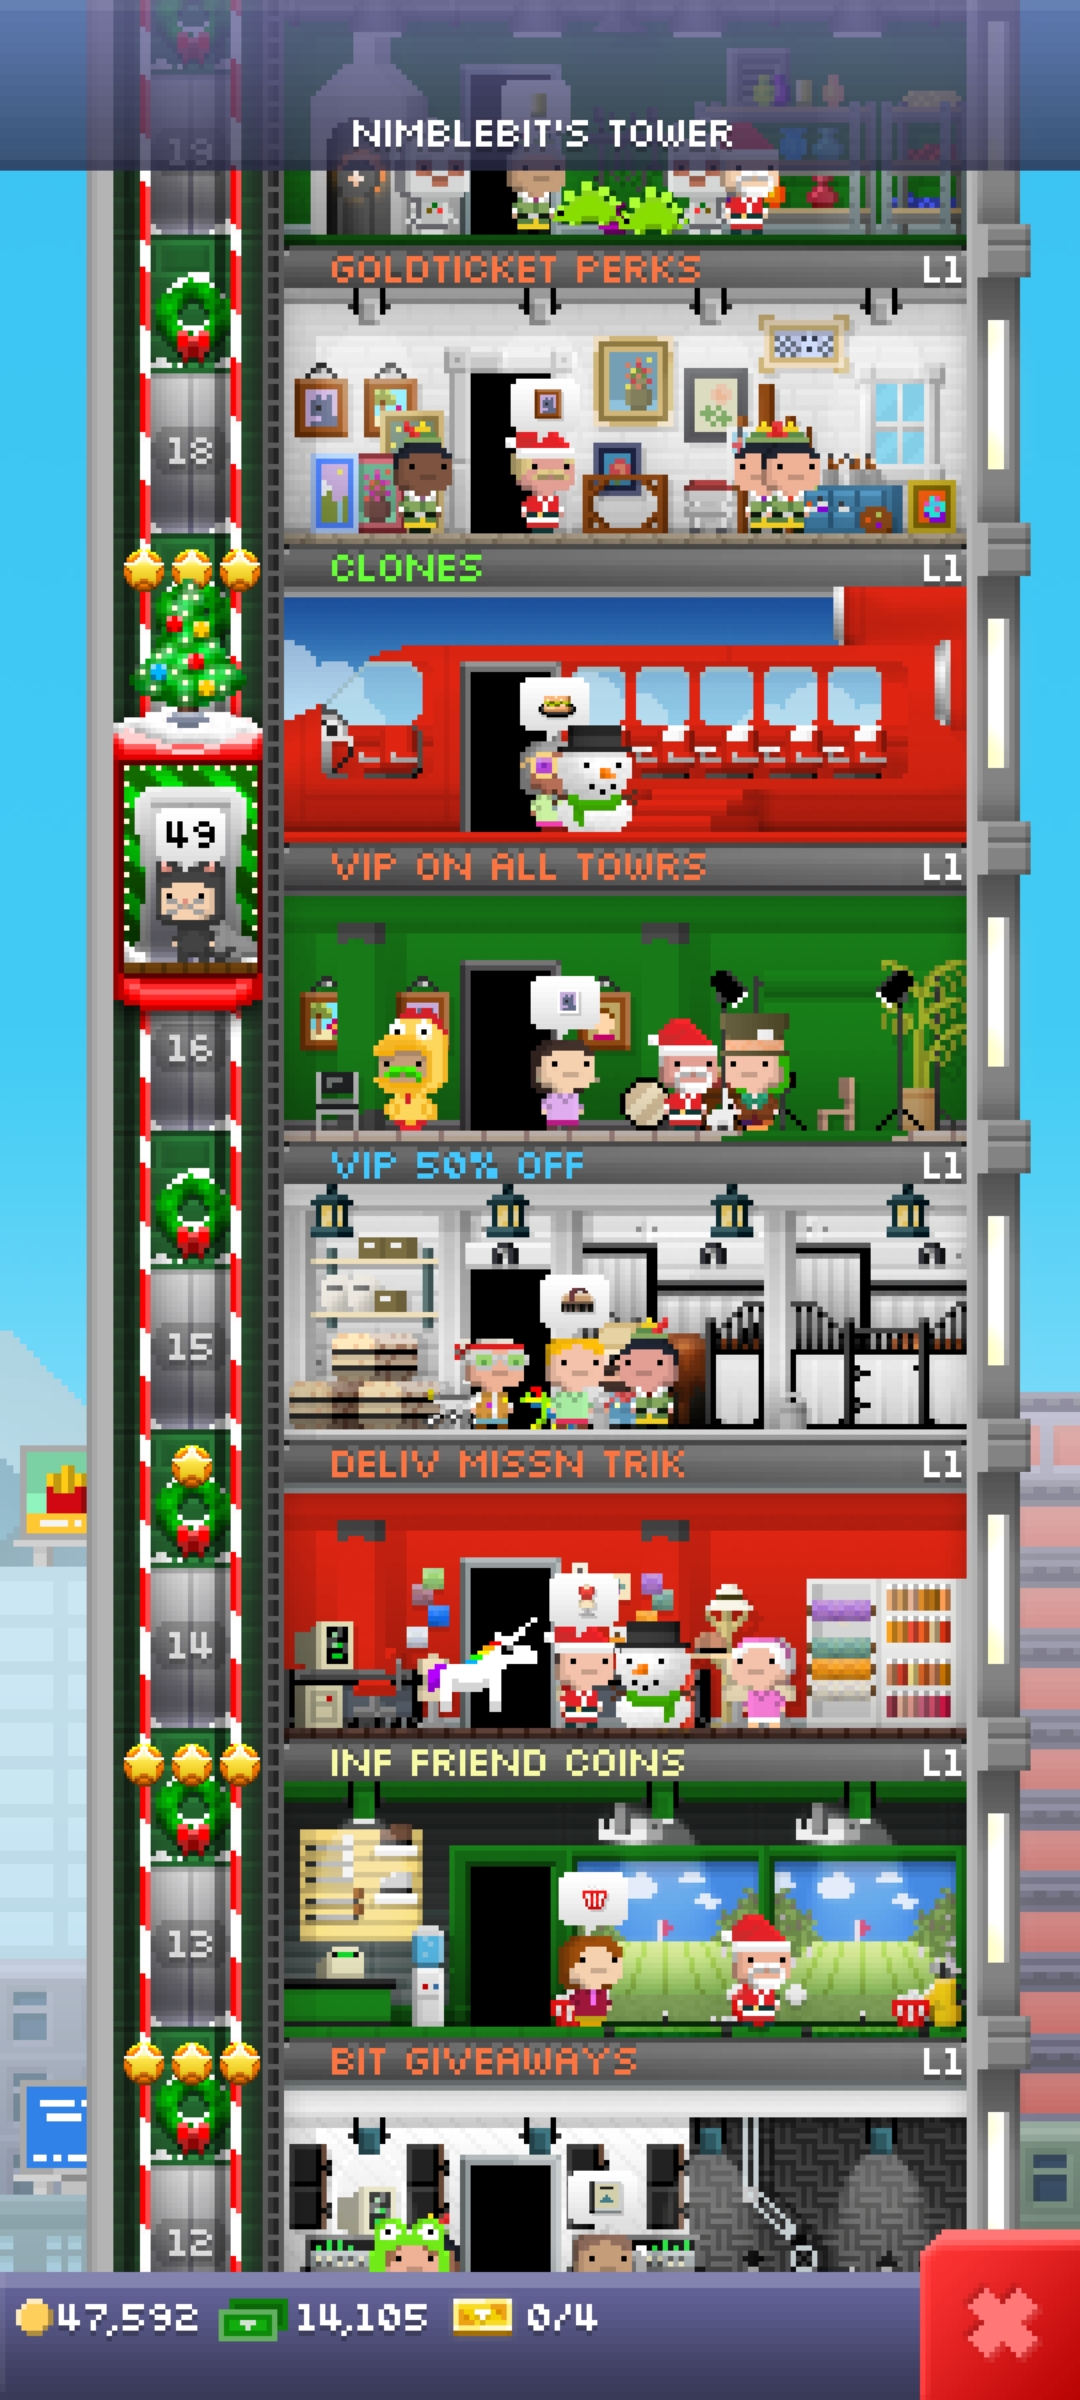 NIMBLEBIT'S TOWER
19
GOLDTICKET PERKS L1
18
CLONES L1
49
VIP ON ALL TOWRS L1
16
VIP 50% OFF L1
15
DELIV MISSN TRIK L1
14
INF FRIEND COINS L1
13
BIT GIVEAWAYS L1
12
47,592 14,105 0/4